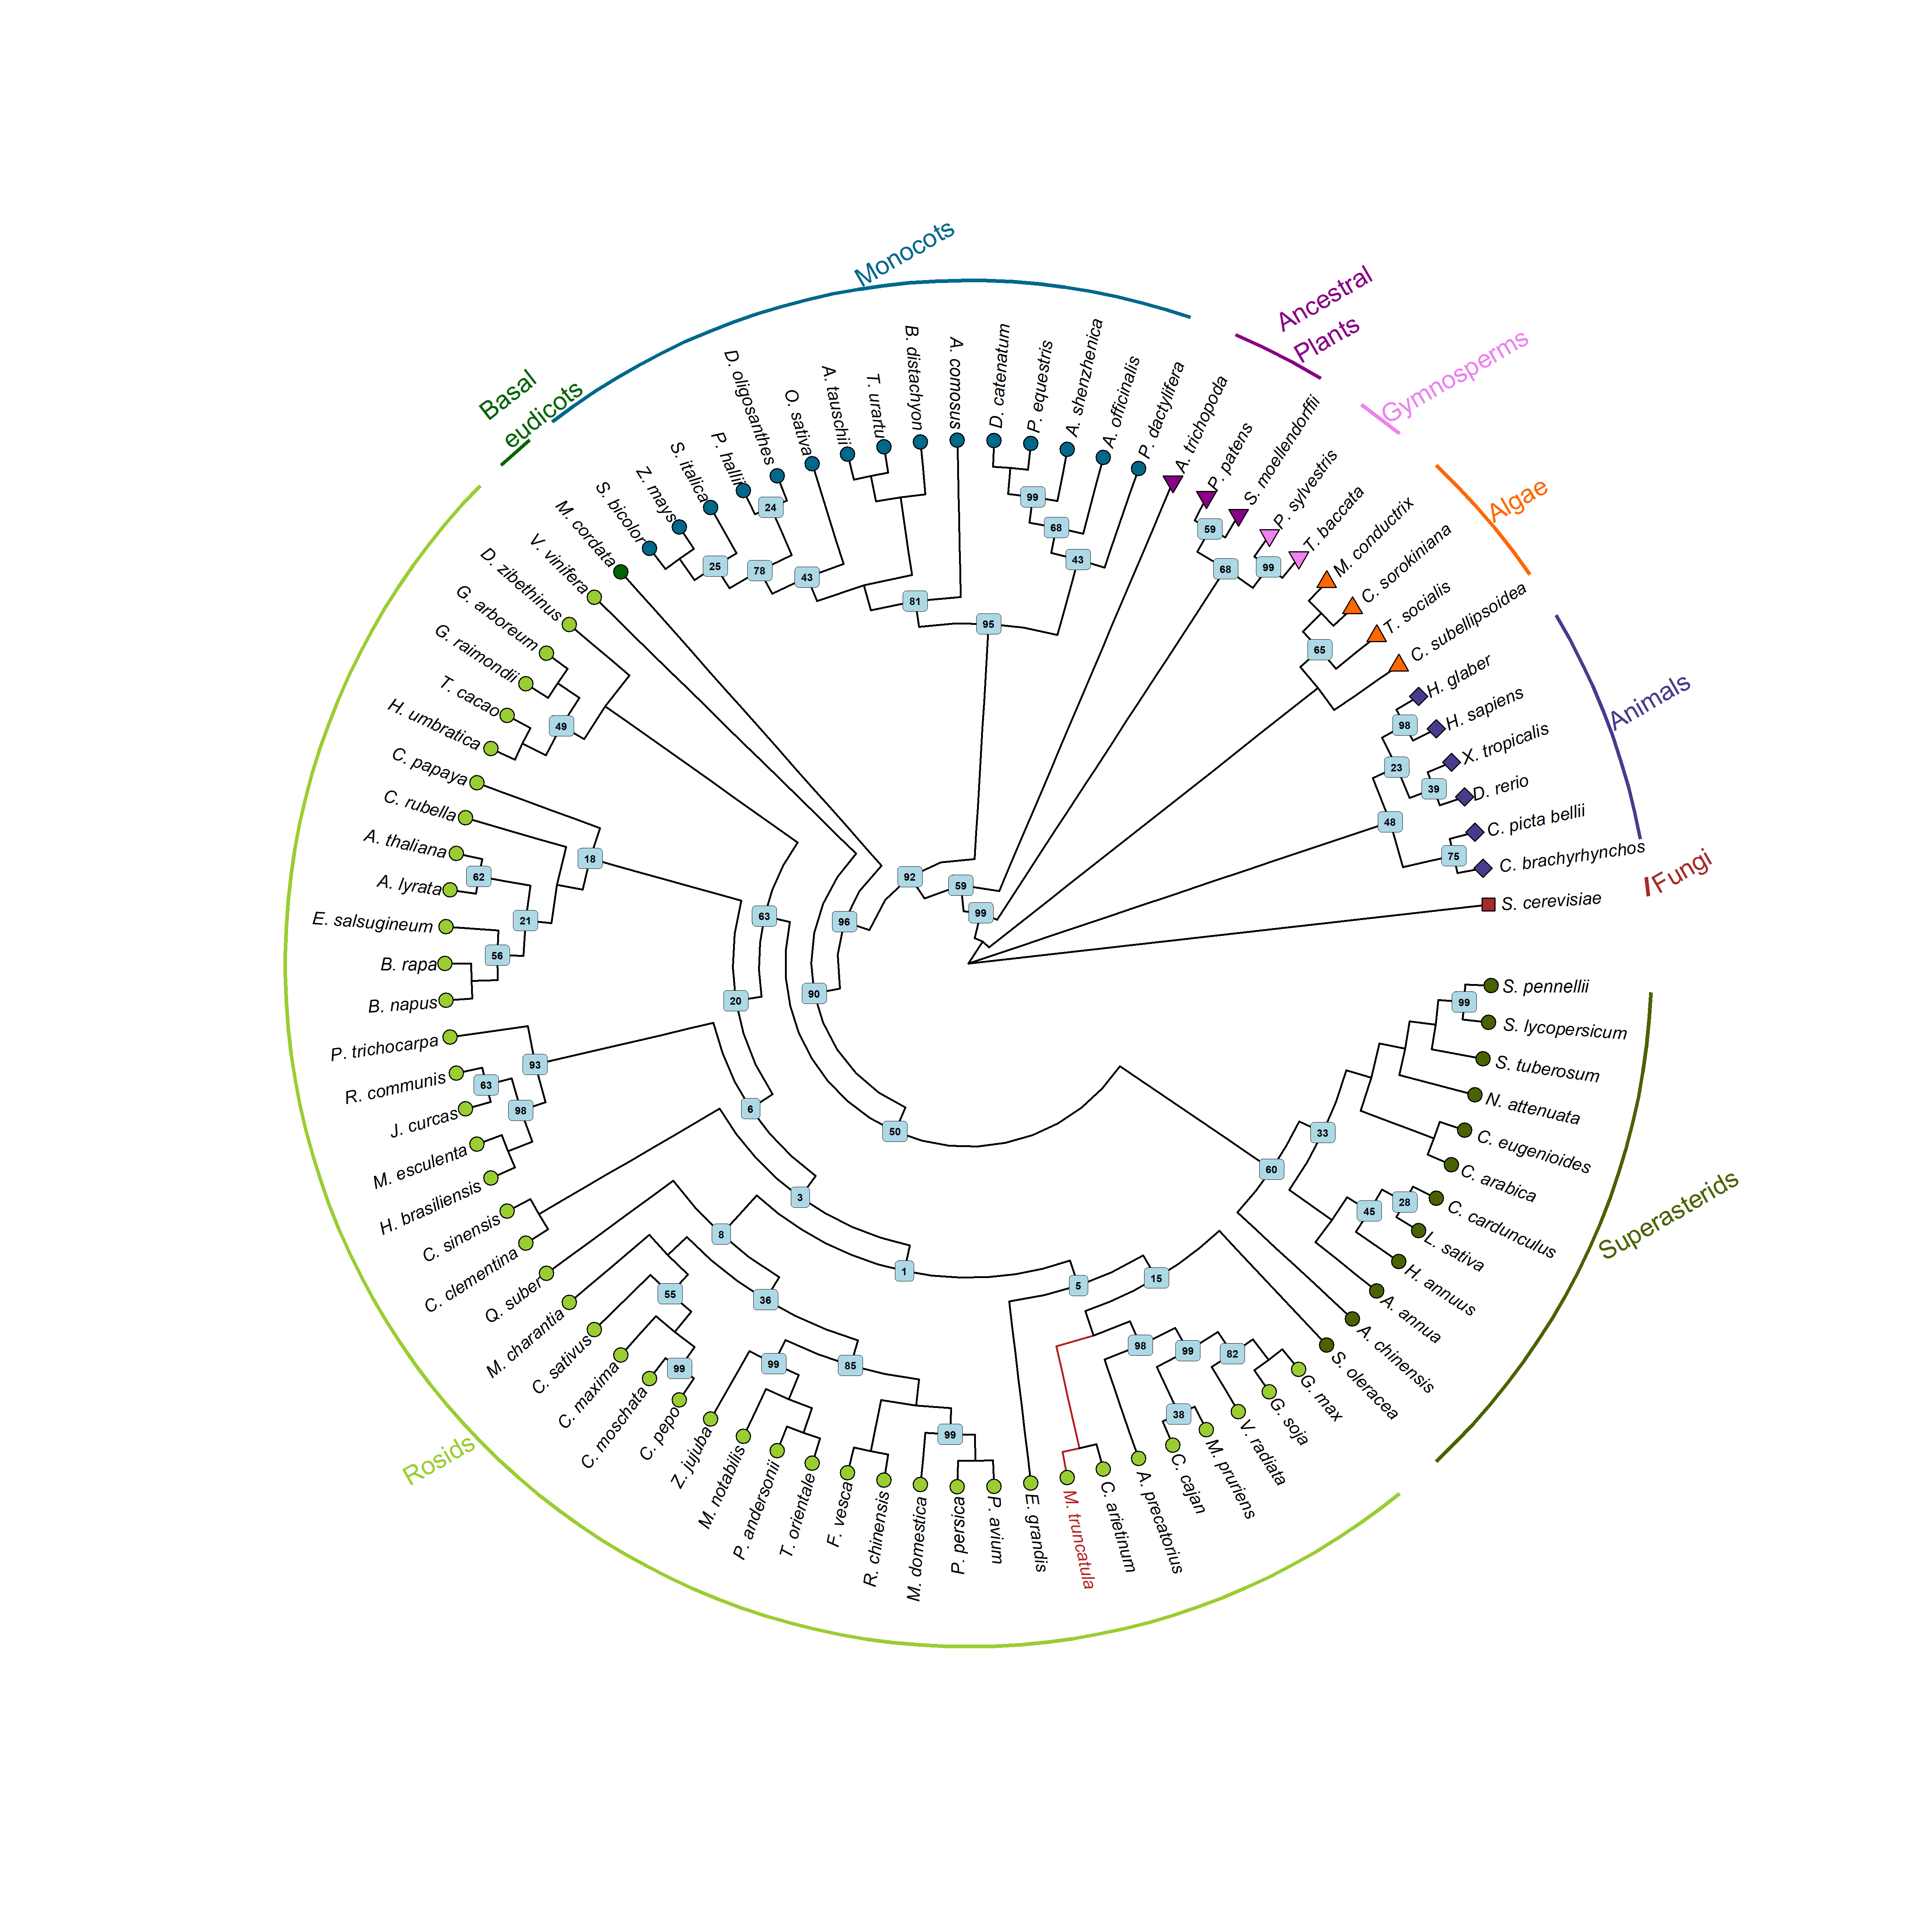 Monocots
Ancestral
Plants
Gymnosperms
Algae
Animals
Fungi
Superasterids
Rosids
Basal
eudicots
M. cordata
S. bicolor
Z. mays
S. italica
P. hallii
D. oligosanthes
O. sativa
A. tauschii
T. urartu
B. distachyon
A. comosus
D. catenatum
P. equestris
A. shenzhenica
A. officinalis
P. dactylifera
A. trichopoda
P. patens
S. moellendorffii
P. sylvestris
T. baccata
M. conductrix
C. sorokiniana
T. socialis
C. subellipsoidea
H. glaber
H. sapiens
X. tropicalis
D. rerio
C. picta bellii
C. brachyrhynchos
S. cerevisiae
S. pennellii
S. lycopersicum
S. tuberosum
N. attenuata
C. eugenioides
C. arabica
C. cardunculus
L. sativa
H. annuus
A. annua
A. chinensis
S. oleracea
G. max
G. soja
V. radiata
M. pruriens
C. cajan
A. precatorius
C. arietinum
M. truncatula
E. grandis
P. avium
P. persica
M. domestica
R. chinensis
F. vesca
T. orientale
P. andersonii
M. notabilis
Z. jujuba
C. pepo
C. moschata
C. maxima
C. sativus
M. charantia
Q. suber
C. clementina
C. sinensis
H. brasiliensis
M. esculenta
J. curcas
R. communis
P. trichocarpa
B. napus
B. rapa
E. salsugineum
A. lyrata
A. thaliana
C. rubella
C. papaya
H. umbratica
T. cacao
G. raimondii
G. arboreum
D. zibethinus
V. vinifera
24
25
78
43
81
95
99
68
43
59
68
99
65
98
23
39
48
75
92
59
99
96
90
50
49
18
62
21
56
63
20
93
63
98
6
3
8
1
36
55
99
99
85
99
5
15
98
99
82
38
60
33
99
45
28